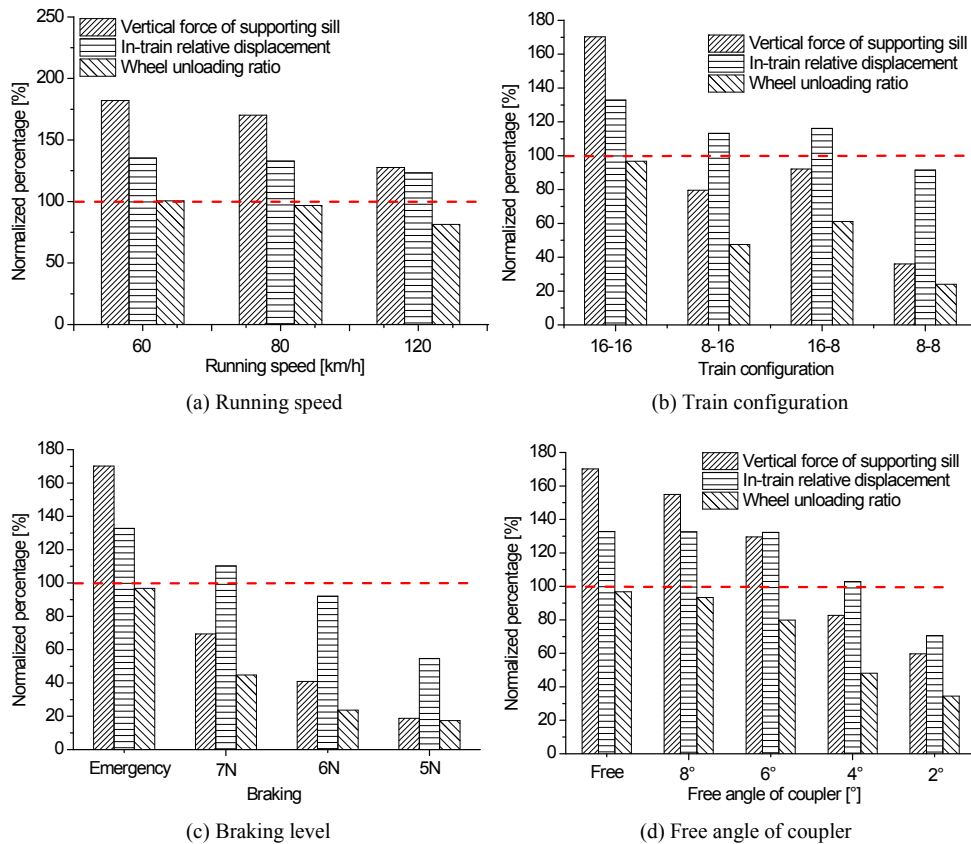 Normalized percentage [%]
250
200
150
100
50
0
Vertical force of supporting sill
In-train relative displacement
Wheel unloading ratio
60
80
120
Running speed [km/h]
(a) Running speed
Normalized percentage [%]
180
160
140
120
100
80
60
40
20
0
Vertical force of supporting sill
In-train relative displacement
Wheel unloading ratio
16-16
8-16
16-8
8-8
Train configuration
(b) Train configuration
Normalized percentage [%]
180
160
140
120
100
80
60
40
20
0
Emergency
7N
6N
5N
Braking
(c) Braking level
Normalized percentage [%]
180
160
140
120
100
80
60
40
20
0
Vertical force of supporting sill
In-train relative displacement
Wheel unloading ratio
Free
8°
6°
4°
2°
Free angle of coupler [°]
(d) Free angle of coupler